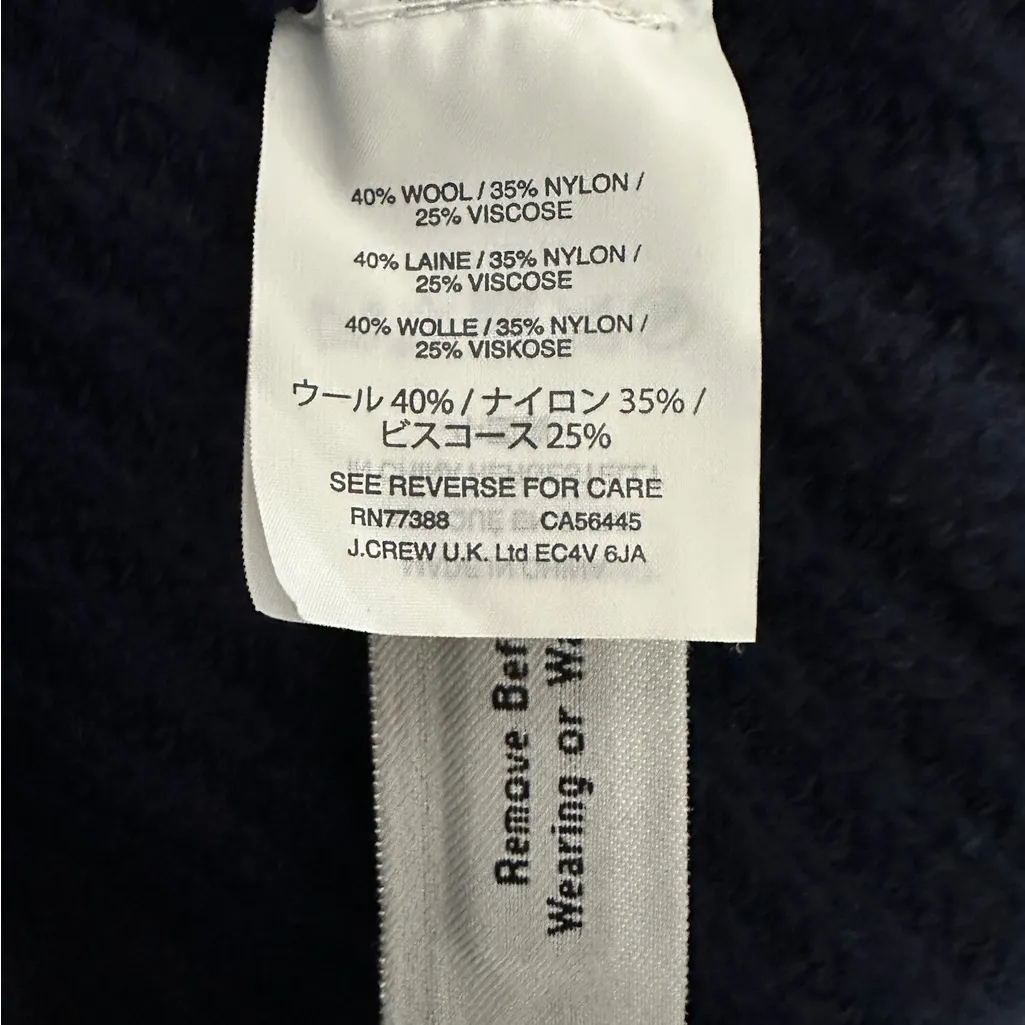 40% WOOL / 35% NYLON /
25% VISCOSE
40% LAINE / 35% NYLON /
25% VISCOSE
40% WOLLE / 35% NYLON /
25% VISKOSE
ウール 40% / ナイロン 35% /
ビスコース 25%
SEE REVERSE FOR CARE
RN77388 CA56445
J.CREW U.K. Ltd EC4V 6JA
Remove Bef
Wearing or Wa